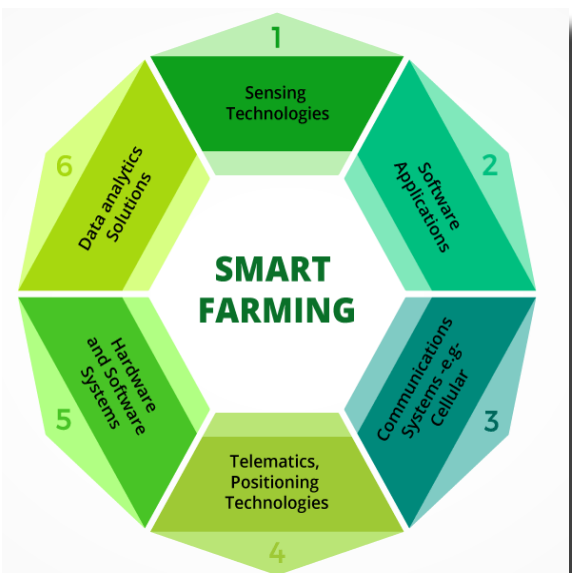 1
Sensing
Technologies
2
Software
Applications
3
Communications
Systems -e.g-
Cellular
4
Telematics,
Positioning
Technologies
5
Hardware
and Software
Systems
6
Data analytics
Solutions
SMART
FARMING